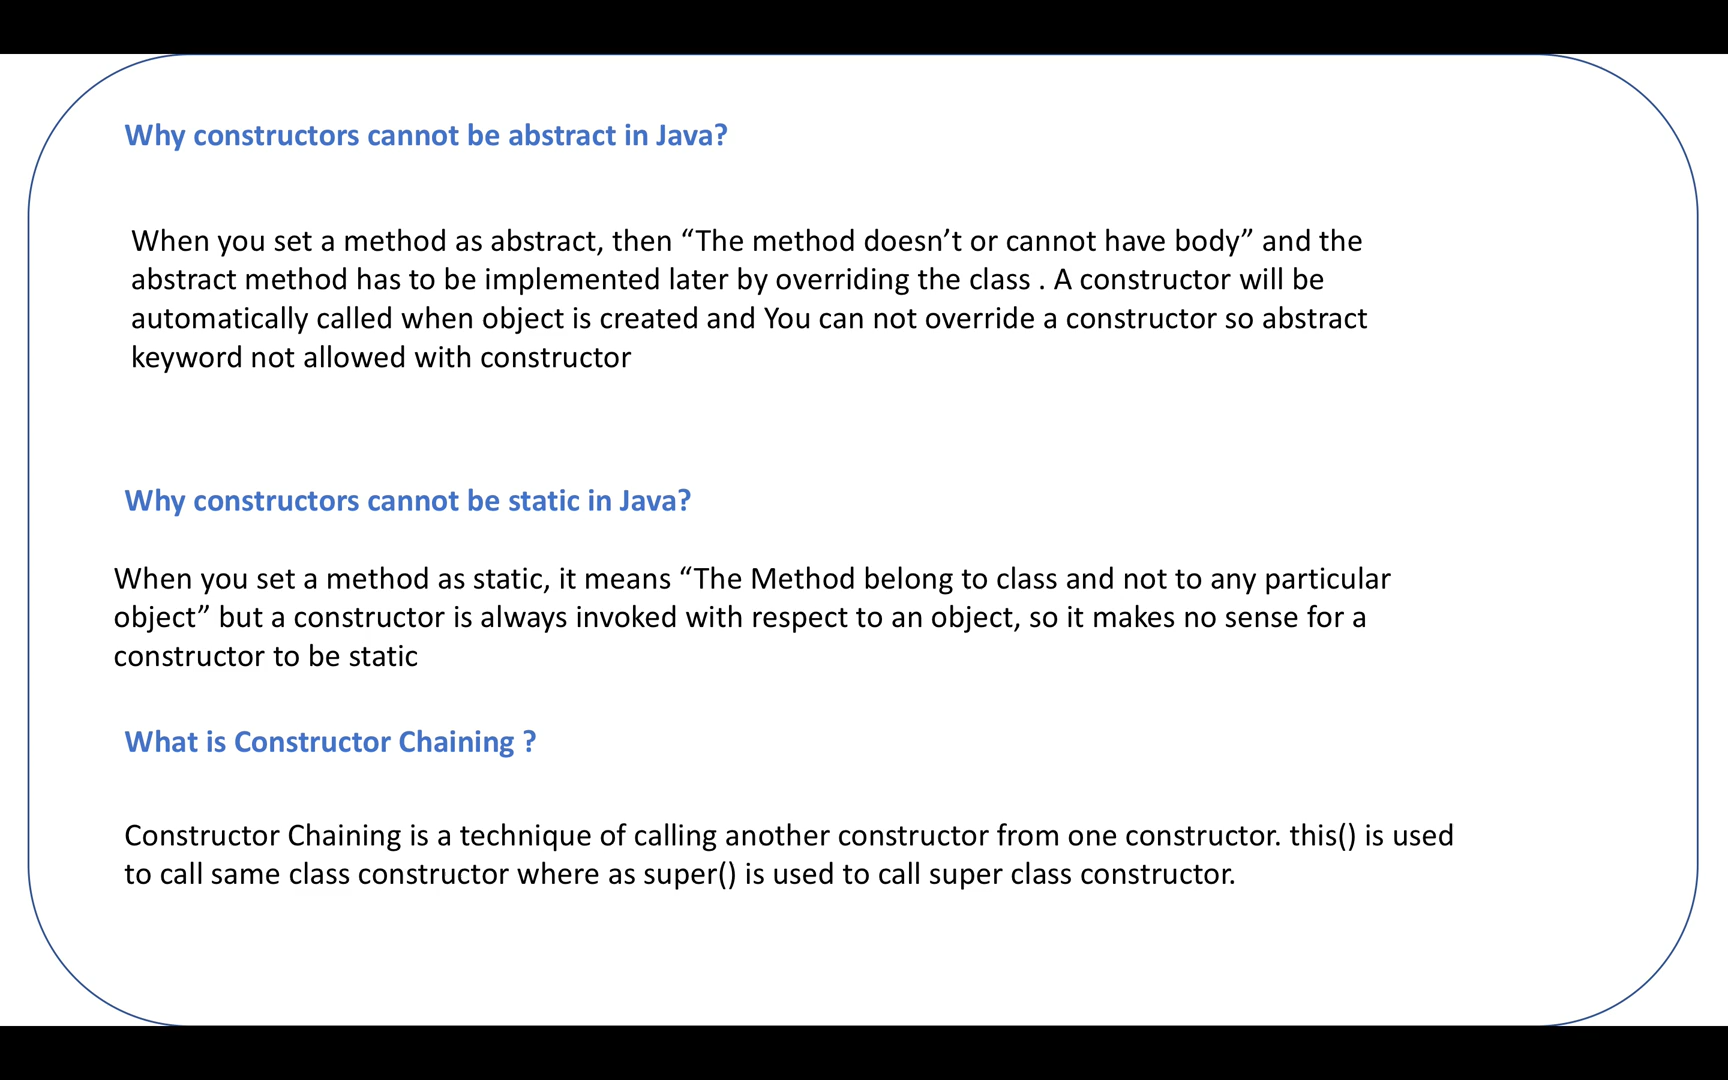 Why constructors cannot be abstract in Java?
When you set a method as abstract, then “The method doesn’t or cannot have body” and the
abstract method has to be implemented later by overriding the class . A constructor will be
automatically called when object is created and You can not override a constructor so abstract
keyword not allowed with constructor
Why constructors cannot be static in Java?
When you set a method as static, it means “The Method belong to class and not to any particular
object” but a constructor is always invoked with respect to an object, so it makes no sense for a
constructor to be static
What is Constructor Chaining ?
Constructor Chaining is a technique of calling another constructor from one constructor. this() is used
to call same class constructor where as super() is used to call super class constructor.